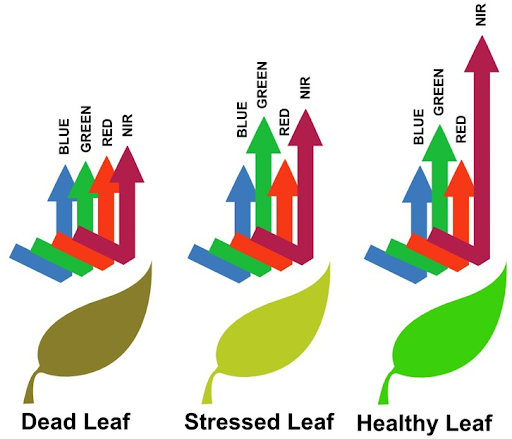 BLUE
GREEN
RED
NIR
BLUE
GREEN
RED
NIR
BLUE
GREEN
RED
NIR
Dead Leaf
Stressed Leaf
Healthy Leaf